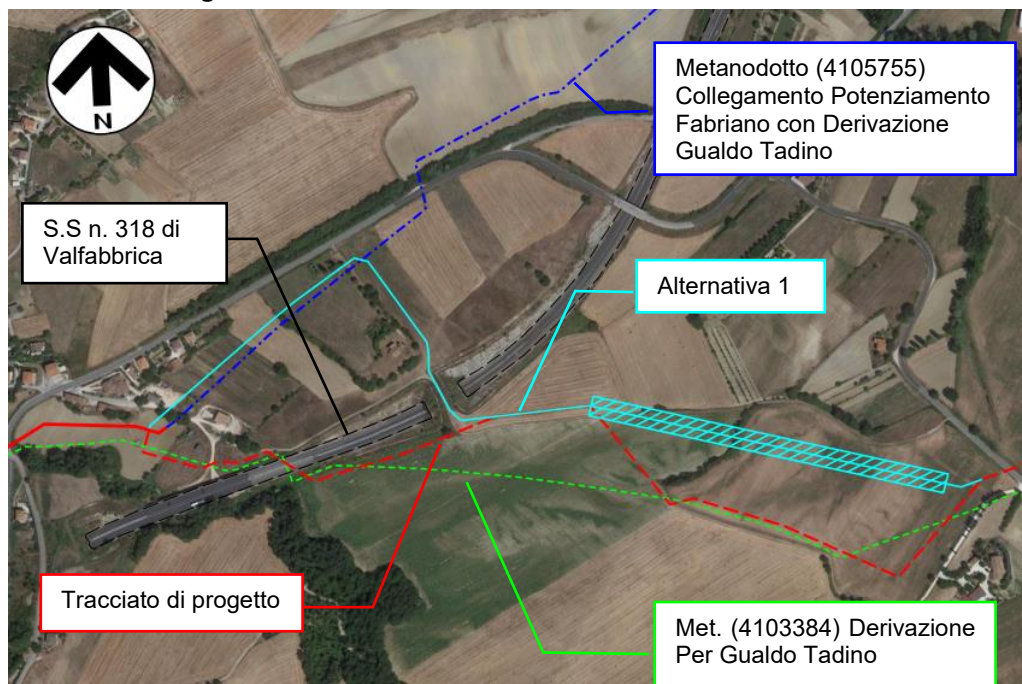 N
Metanodotto (4105755)
Collegamento Potenziamento
Fabriano con Derivazione
Gualdo Tadino
S.S n. 318 di
Valfabbrica
Alternativa 1
Tracciato di progetto
Met. (4103384) Derivazione
Per Gualdo Tadino